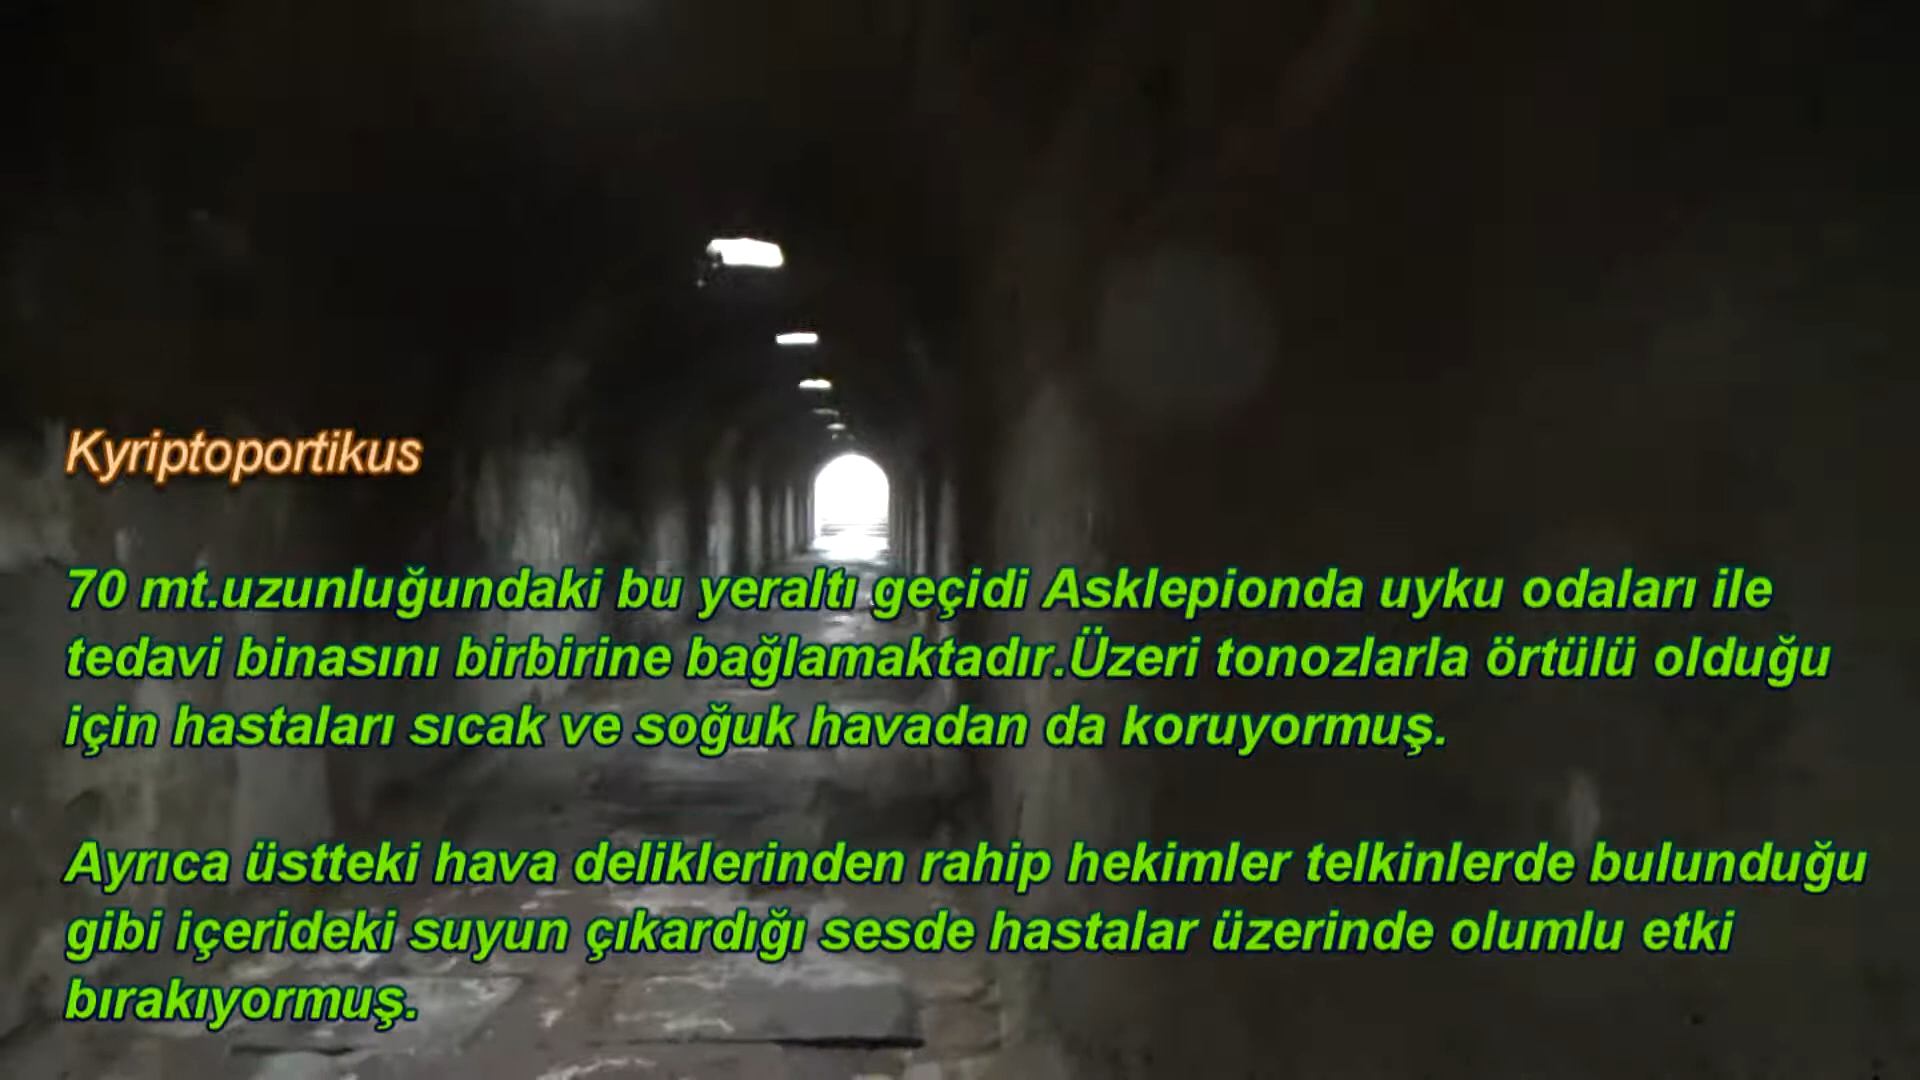 Kyriptoportikus
70 mt.uzunluğundaki bu yeraltı geçidi Asklepionda uyku odaları ile
tedavi binasını birbirine bağlamaktadır.Üzeri tonozlarla örtülü olduğu
için hastaları sıcak ve soğuk havadan da koruyormuş.
Ayrıca üstteki hava deliklerinden rahip hekimler telkinlerde bulunduğu
gibi içerideki suyun çıkardığı sesde hastalar üzerinde olumlu etki
bırakıyormuş.